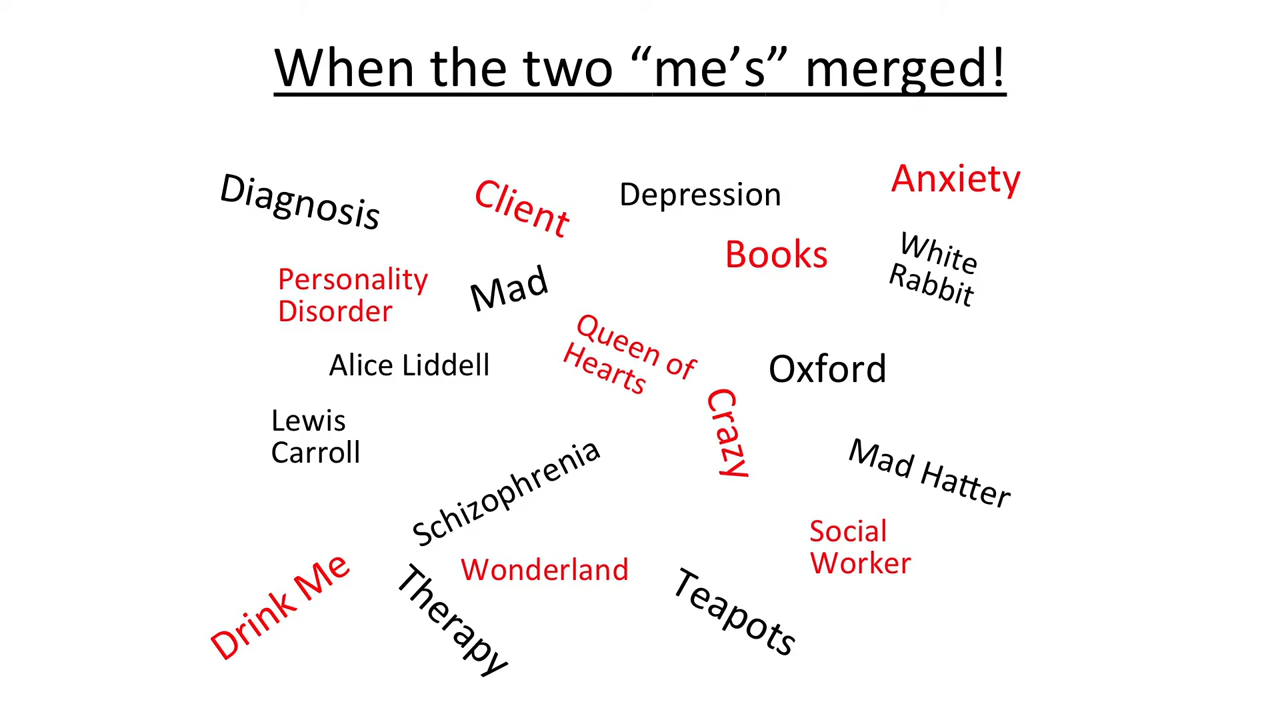 When the two “me’s” merged!
Diagnosis
Client
Depression
Anxiety
Books
White
Rabbit
Personality
Disorder
Mad
Queen of
Hearts
Alice Liddell
Oxford
Crazy
Lewis
Carroll
Schizophrenia
Mad Hatter
Social
Worker
Drink Me
Therapy
Wonderland
Teapots